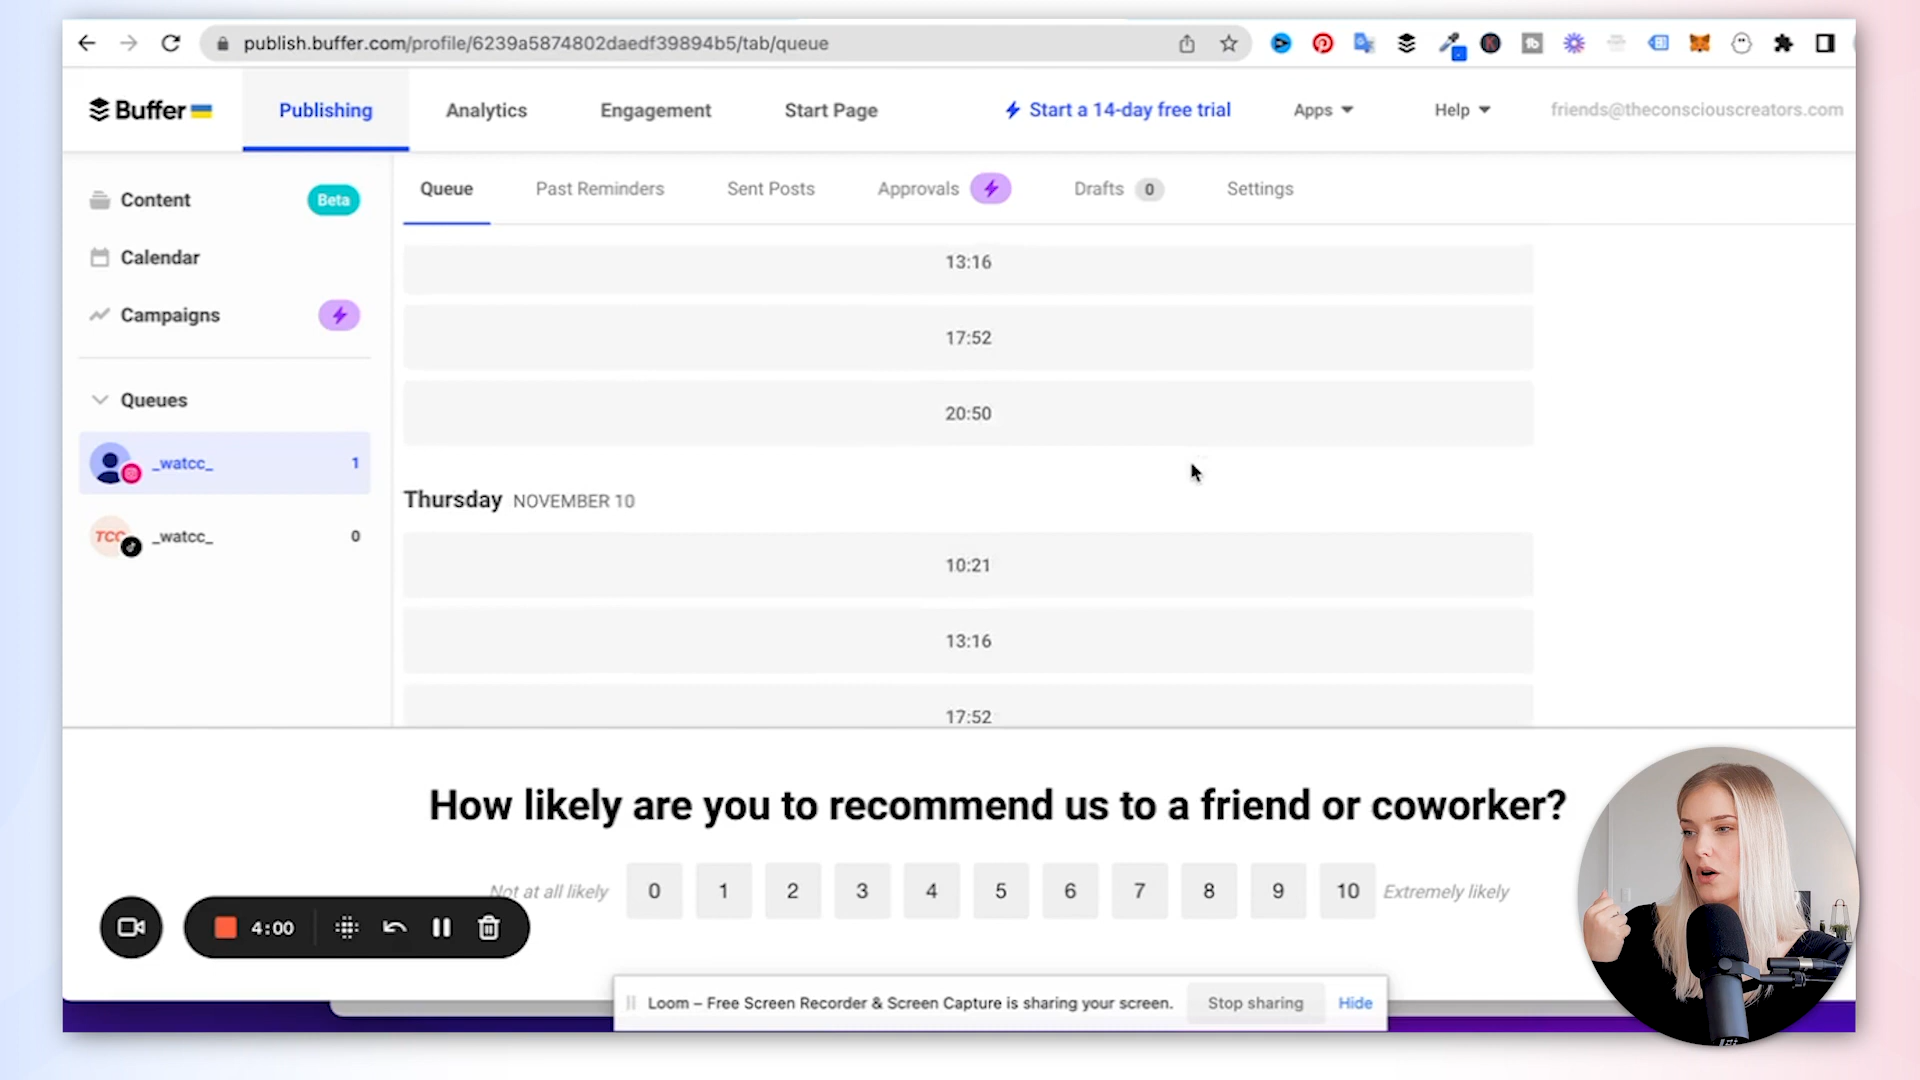 publish.buffer.com/profile/6239a5874802daedf39894b5/tab/queue
Buffer
Publishing
Analytics
Engagement
Start Page
Start a 14-day free trial
Apps
Help
friends@theconsciouscreators.com
Content
Beta
Calendar
Campaigns
Queues
_watcc_
1
TCC
_watcc_
0
Queue
Past Reminders
Sent Posts
Approvals
Drafts 0
Settings
13:16
17:52
20:50
Thursday NOVEMBER 10
10:21
13:16
17:52
How likely are you to recommend us to a friend or coworker?
Not at all likely 0 1 2 3 4 5 6 7 8 9 10 Extremely likely
4:00
Loom – Free Screen Recorder & Screen Capture is sharing your screen.
Stop sharing
Hide